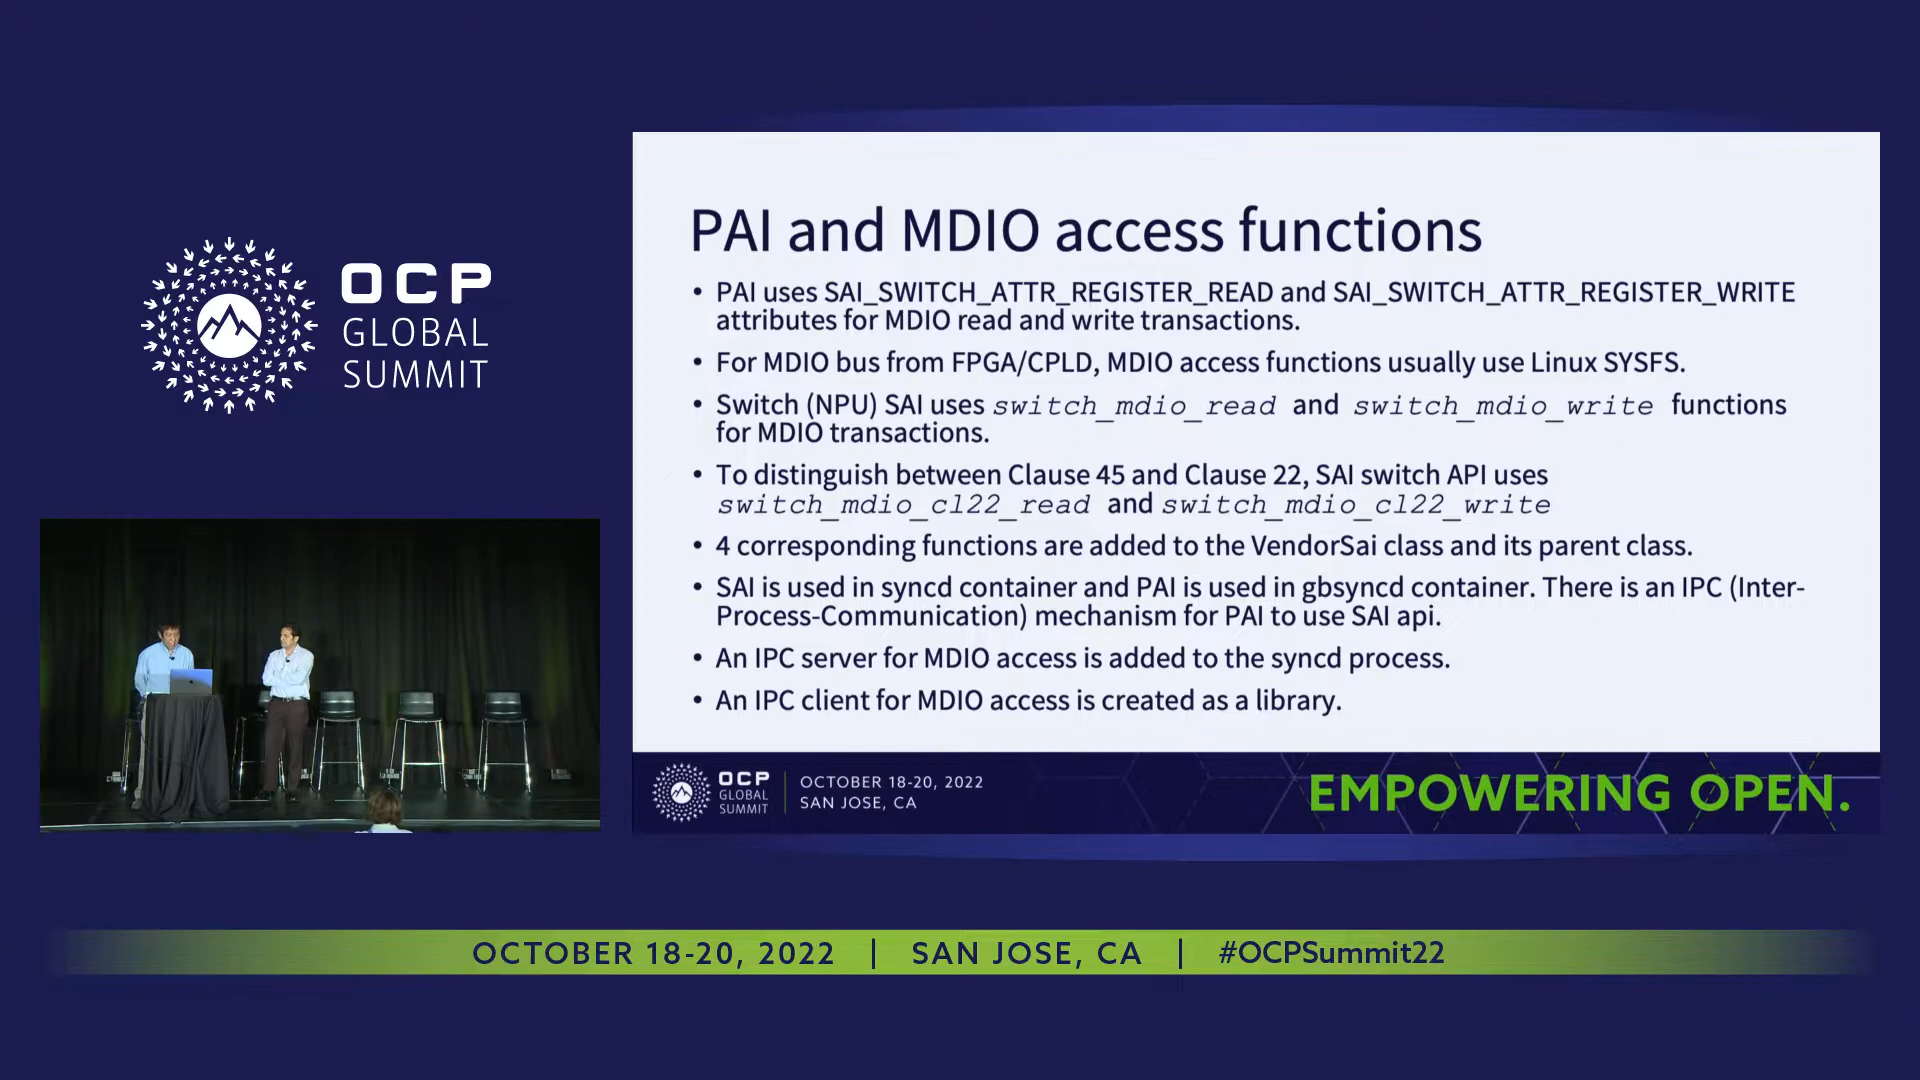 OCP
GLOBAL
SUMMIT
PAI and MDIO access functions
• PAI uses SAI_SWITCH_ATTR_REGISTER_READ and SAI_SWITCH_ATTR_REGISTER_WRITE
attributes for MDIO read and write transactions.
• For MDIO bus from FPGA/CPLD, MDIO access functions usually use Linux SYSFS.
• Switch (NPU) SAI uses switch_mdio_read and switch_mdio_write functions
for MDIO transactions.
• To distinguish between Clause 45 and Clause 22, SAI switch API uses
switch_mdio_cl22_read and switch_mdio_cl22_write
• 4 corresponding functions are added to the VendorSai class and its parent class.
• SAI is used in syncd container and PAI is used in gbsyncd container. There is an IPC (Inter-
Process-Communication) mechanism for PAI to use SAI api.
• An IPC server for MDIO access is added to the syncd process.
• An IPC client for MDIO access is created as a library.
OCP
GLOBAL
SUMMIT
OCTOBER 18-20, 2022
SAN JOSE, CA
EMPOWERING OPEN.
OCTOBER 18-20, 2022 | SAN JOSE, CA | #OCPSummit22